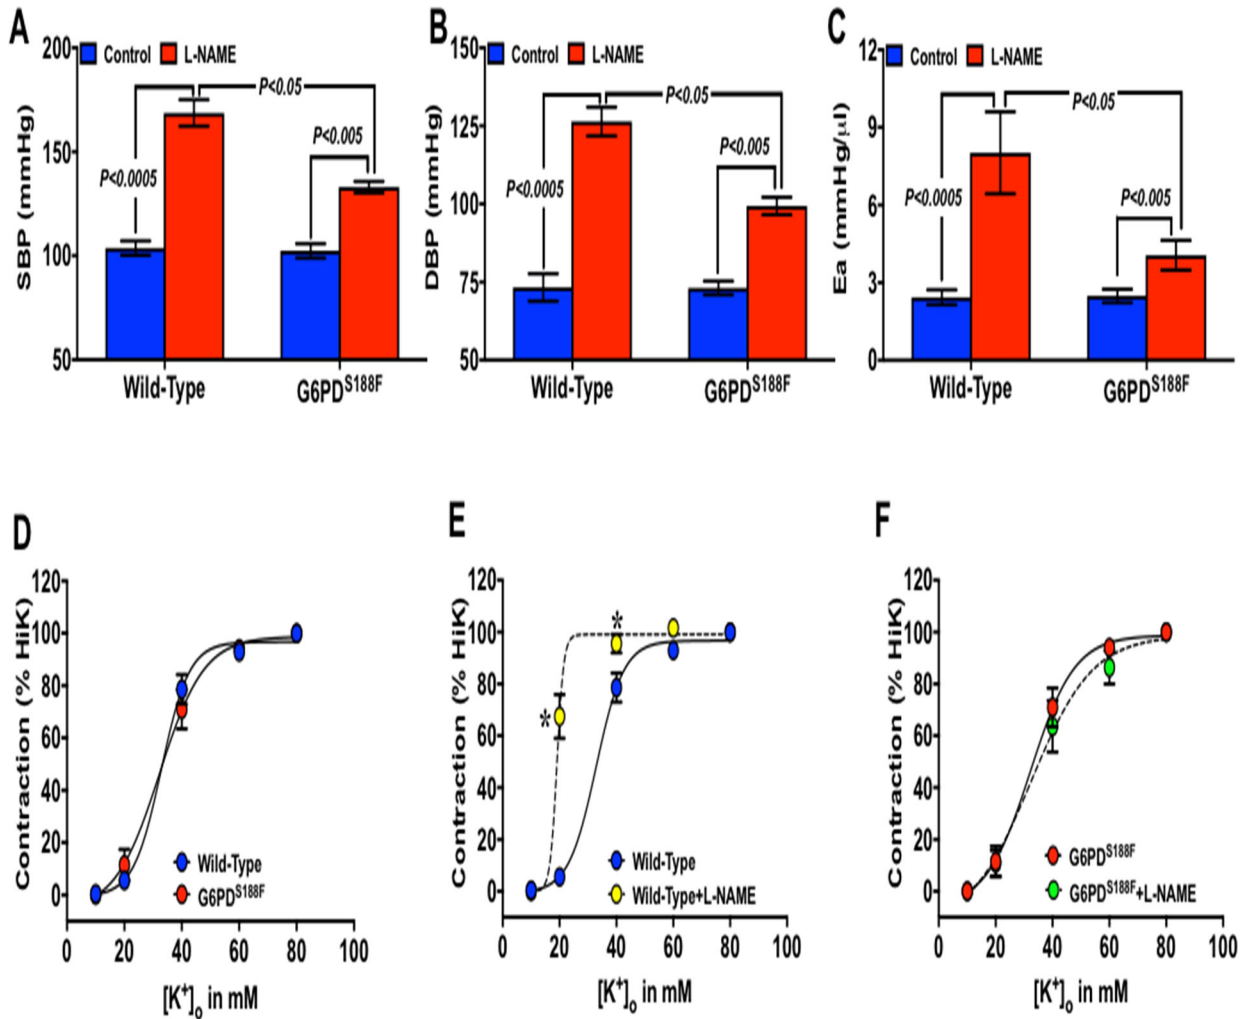 A
SBP (mmHg)
200
150
100
50
Control L-NAME
P<0.05
P<0.005
P<0.0005
Wild-Type G6PD^S188F
B
DBP (mmHg)
150
125
100
75
50
Control L-NAME
P<0.05
P<0.005
P<0.0005
Wild-Type G6PD^S188F
C
Ea (mmHg/µl)
12
9
6
3
0
Control L-NAME
P<0.05
P<0.005
P<0.0005
Wild-Type G6PD^S188F
D
Contraction (% HiK)
120
100
80
60
40
20
0
Wild-Type
G6PD^S188F
0 20 40 60 80 100
[K⁺]ₒ in mM
E
Contraction (% HiK)
120
100
80
60
40
20
0
*
*
Wild-Type
Wild-Type+L-NAME
0 20 40 60 80 100
[K⁺]ₒ in mM
F
Contraction (% HiK)
120
100
80
60
40
20
0
G6PD^S188F
G6PD^S188F+L-NAME
0 20 40 60 80 100
[K⁺]ₒ in mM